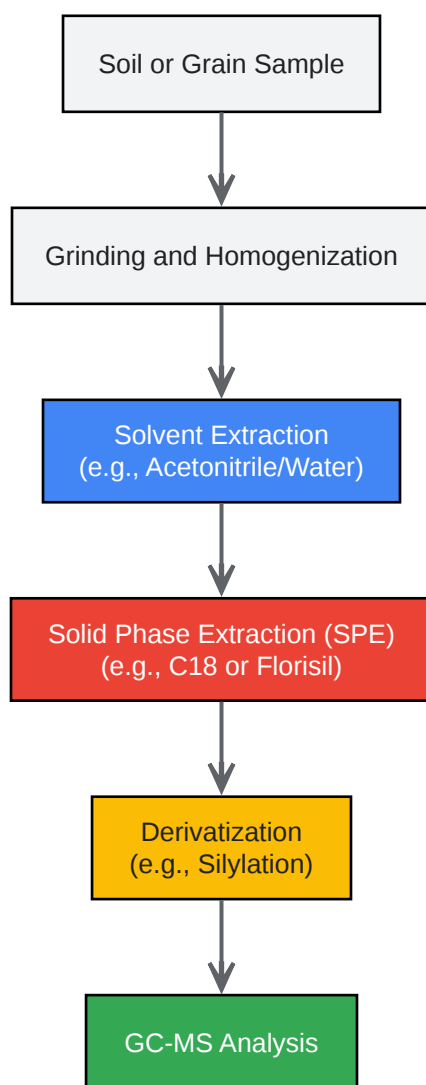 Soil or Grain Sample
Grinding and Homogenization
Solvent Extraction
(e.g., Acetonitrile/Water)
Solid Phase Extraction (SPE)
(e.g., C18 or Florisil)
Derivatization
(e.g., Silylation)
GC-MS Analysis